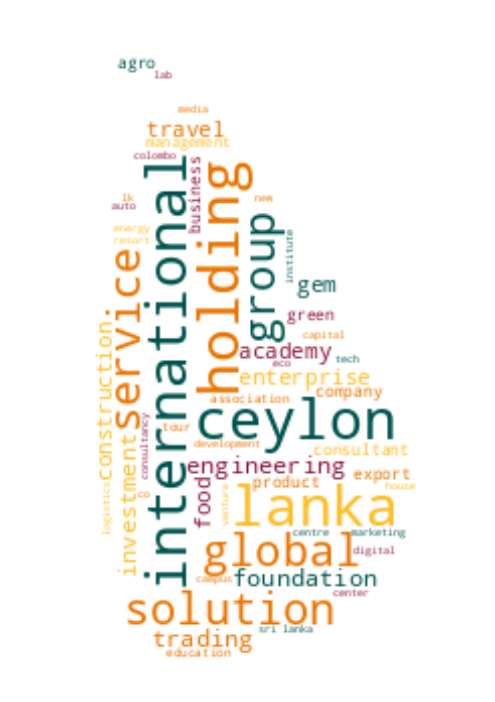 agro
lab
media
travel
management
colombo
business
international
holding
lk
auto
new
group
institute
energy
resort
service
gem
green
construction.
capital
academy
tech
eco
enterprise
company
association
ceylon
consultancy
tour
development
consultant
investment
engineering
export
food
product
house
logistics
co
venture
lanka
centre
marketing
global
digital
campus
foundation
center
solution
sri lanka
trading
education